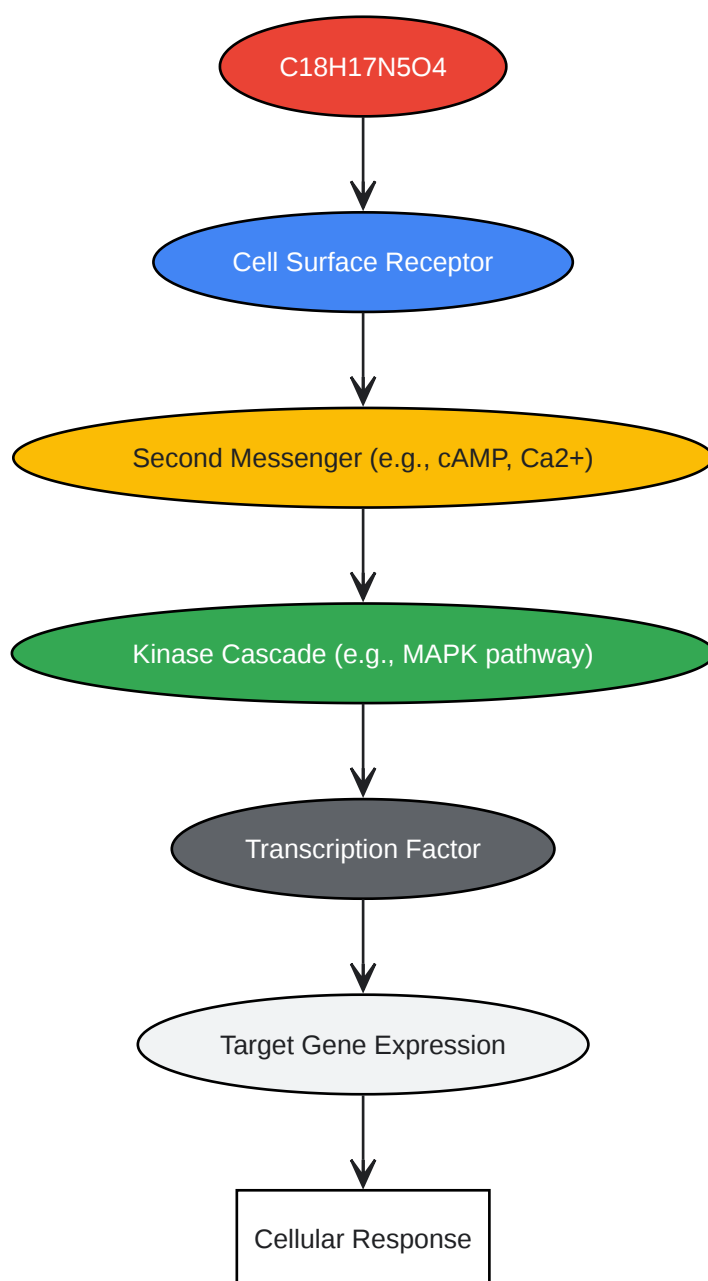 C18H17N5O4
Cell Surface Receptor
Second Messenger (e.g., cAMP, Ca2+)
Kinase Cascade (e.g., MAPK pathway)
Transcription Factor
Target Gene Expression
Cellular Response